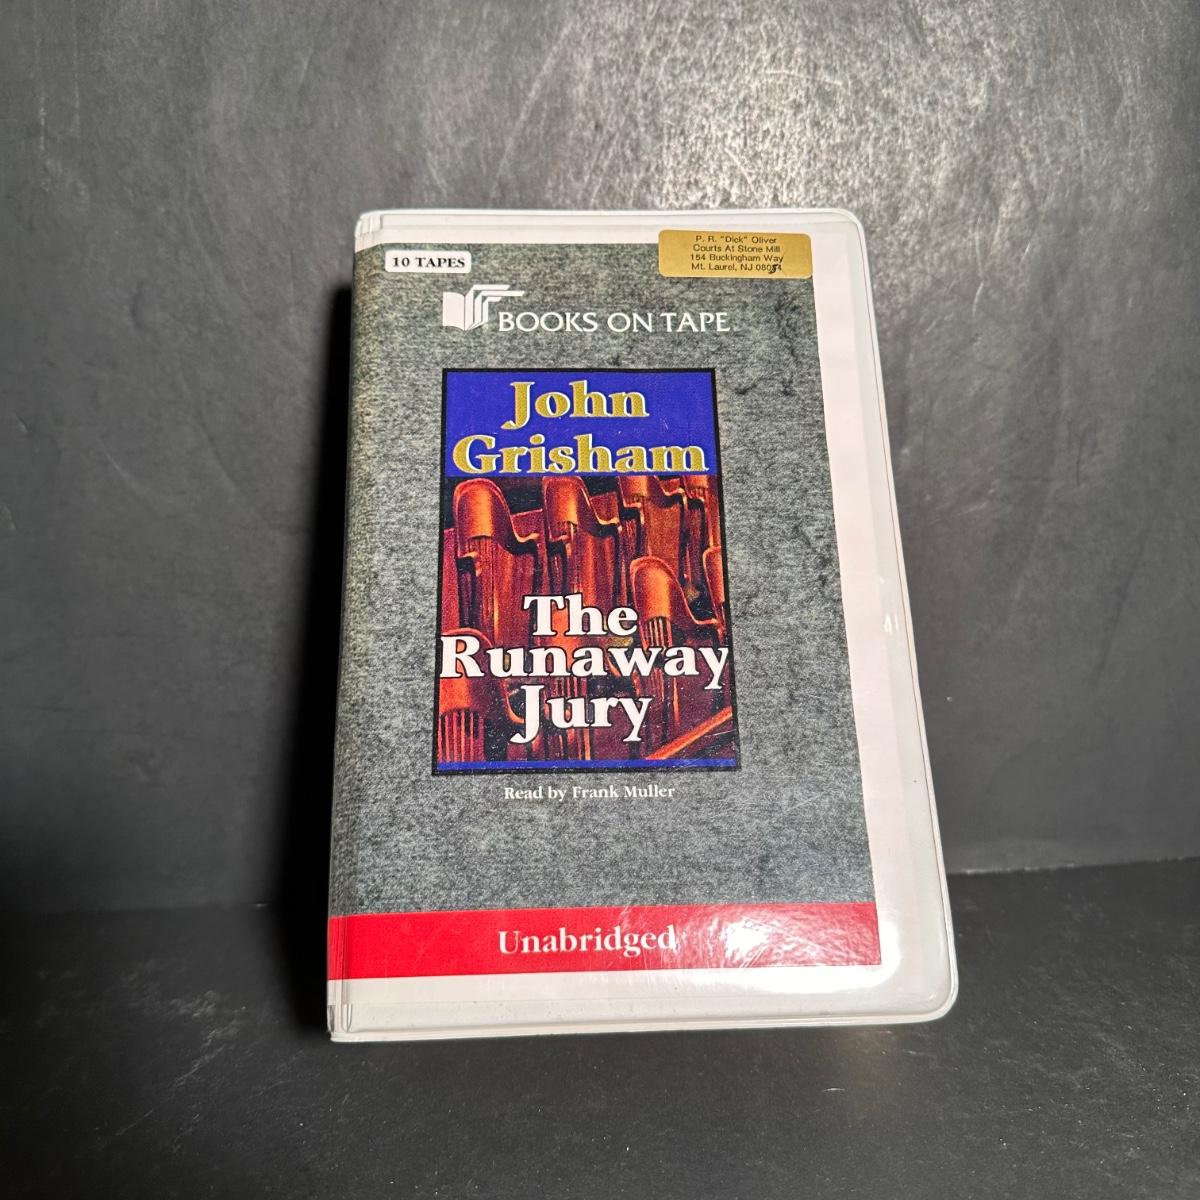 10 TAPES
P. R. "Dick" Oliver
Courts At Stone Mill
154 Buckingham Way
Mt. Laurel, NJ 08054
BOOKS ON TAPE
John
Grisham
The
Runaway
Jury
Read by Frank Muller
Unabridged